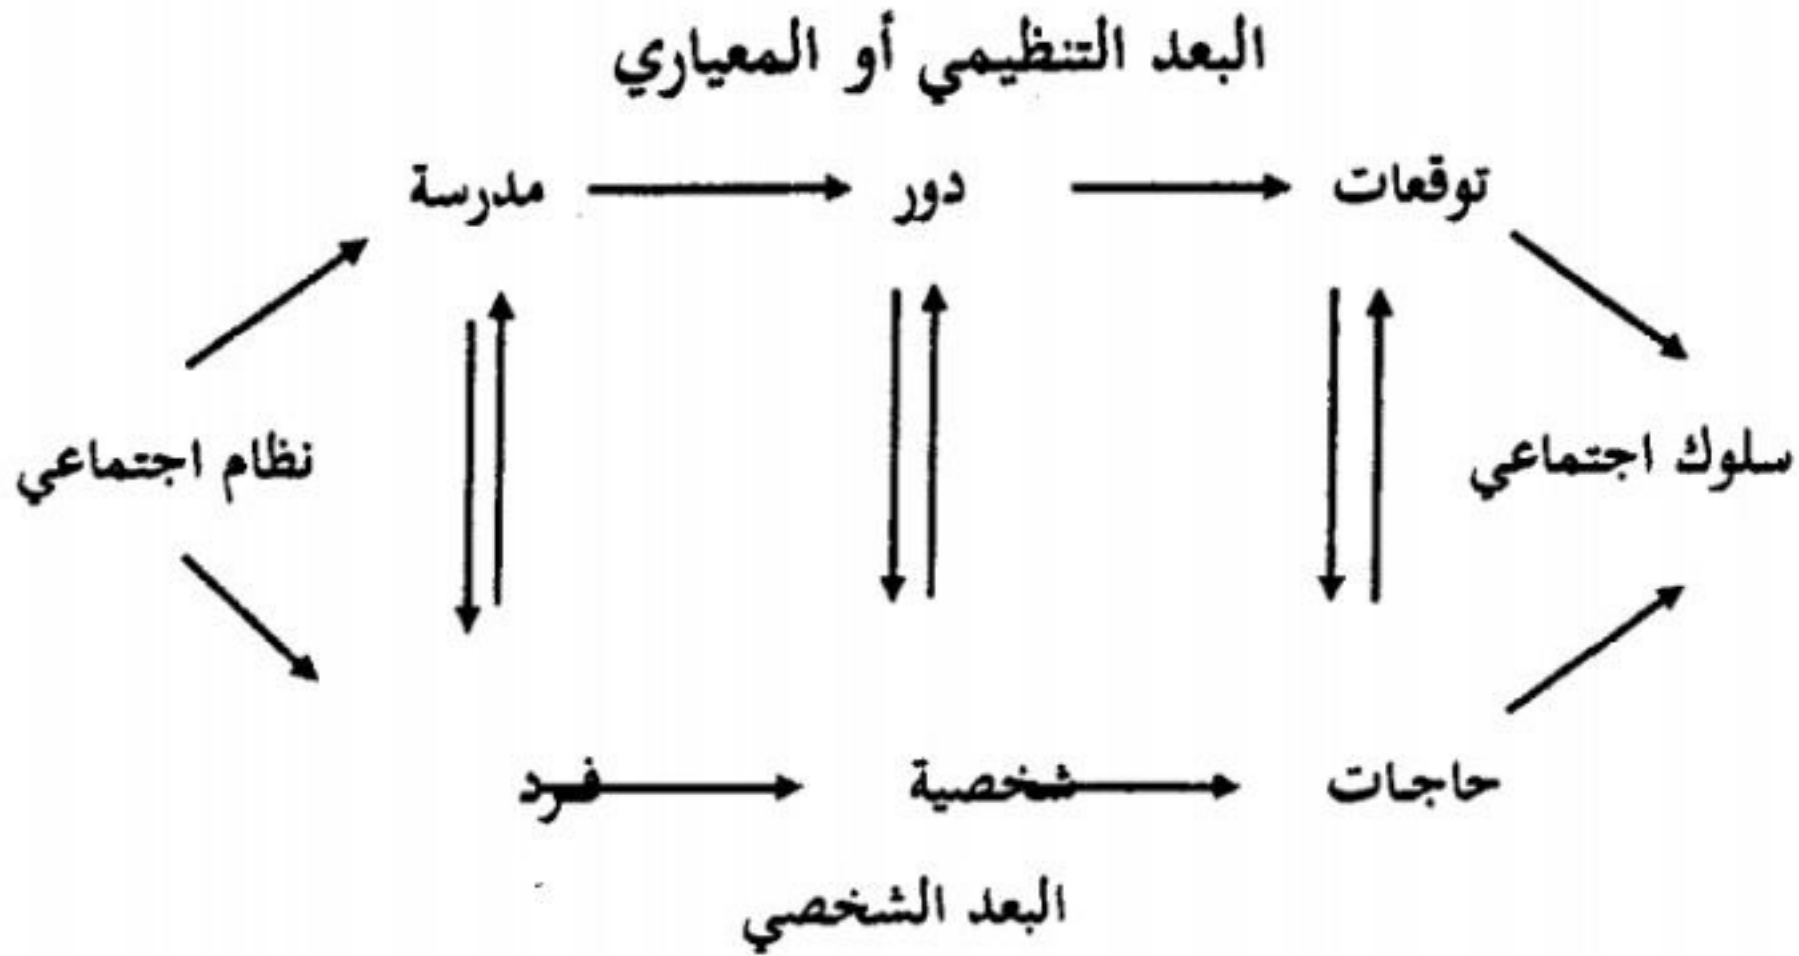 البعد التنظيمي أو المعياري
مدرسة
دور
توقعات
نظام اجتماعي
سلوك اجتماعي
فرد
شخصية
حاجات
البعد الشخصي